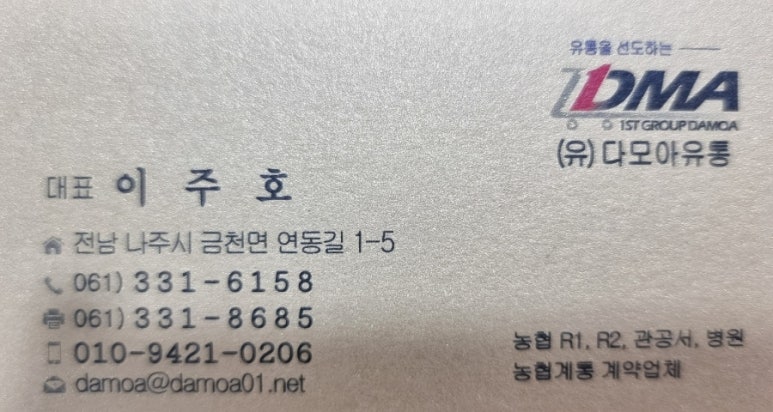 유통을 선도하는
1DMA
1ST GROUP DAMOA
(유) 다모아유통
대표 이 주 호
전남 나주시 금천면 연동길 1-5
061) 331-6158
061) 331-8685
010-9421-0206
damoa@damoa01.net
농협 R1, R2, 관공서, 병원
농협계통 계약업체